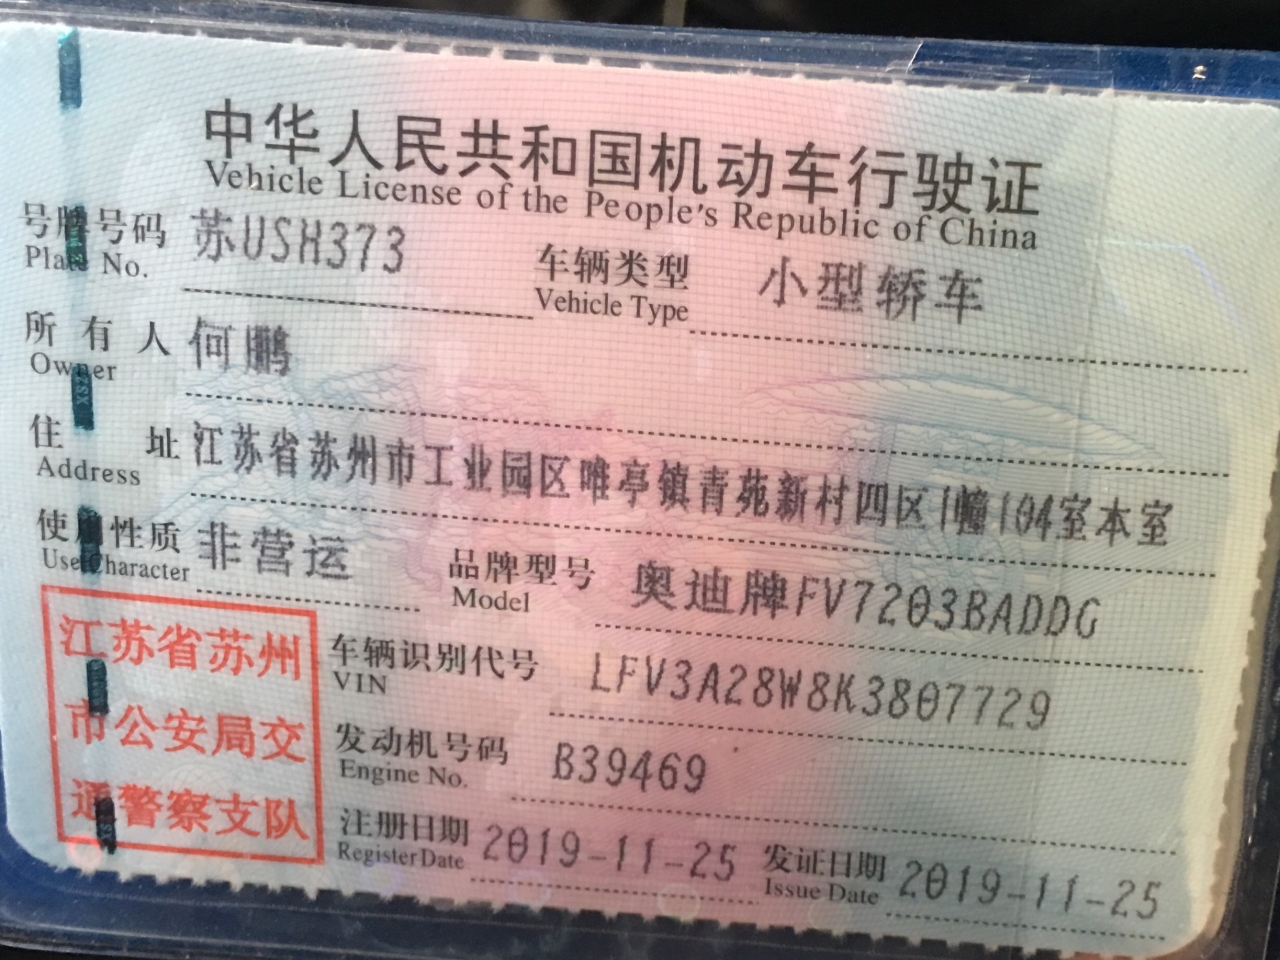 中华人民共和国机动车行驶证
Vehicle License of the People's Republic of China
号牌号码 苏USH373 车辆类型 小型轿车
Plate No. Vehicle Type
所有人 何鹏
Owner
住址 江苏省苏州市工业园区唯亭镇青苑新村四区1幢104室本室
Address
使用性质 非营运 品牌型号 奥迪牌FV7203BADDG
Use Character Model
江苏省苏州
市公安局交
通警察支队
车辆识别代号 LFV3A28W8K3807729
VIN
发动机号码 B39469
Engine No.
注册日期 2019-11-25 发证日期 2019-11-25
Register Date Issue Date